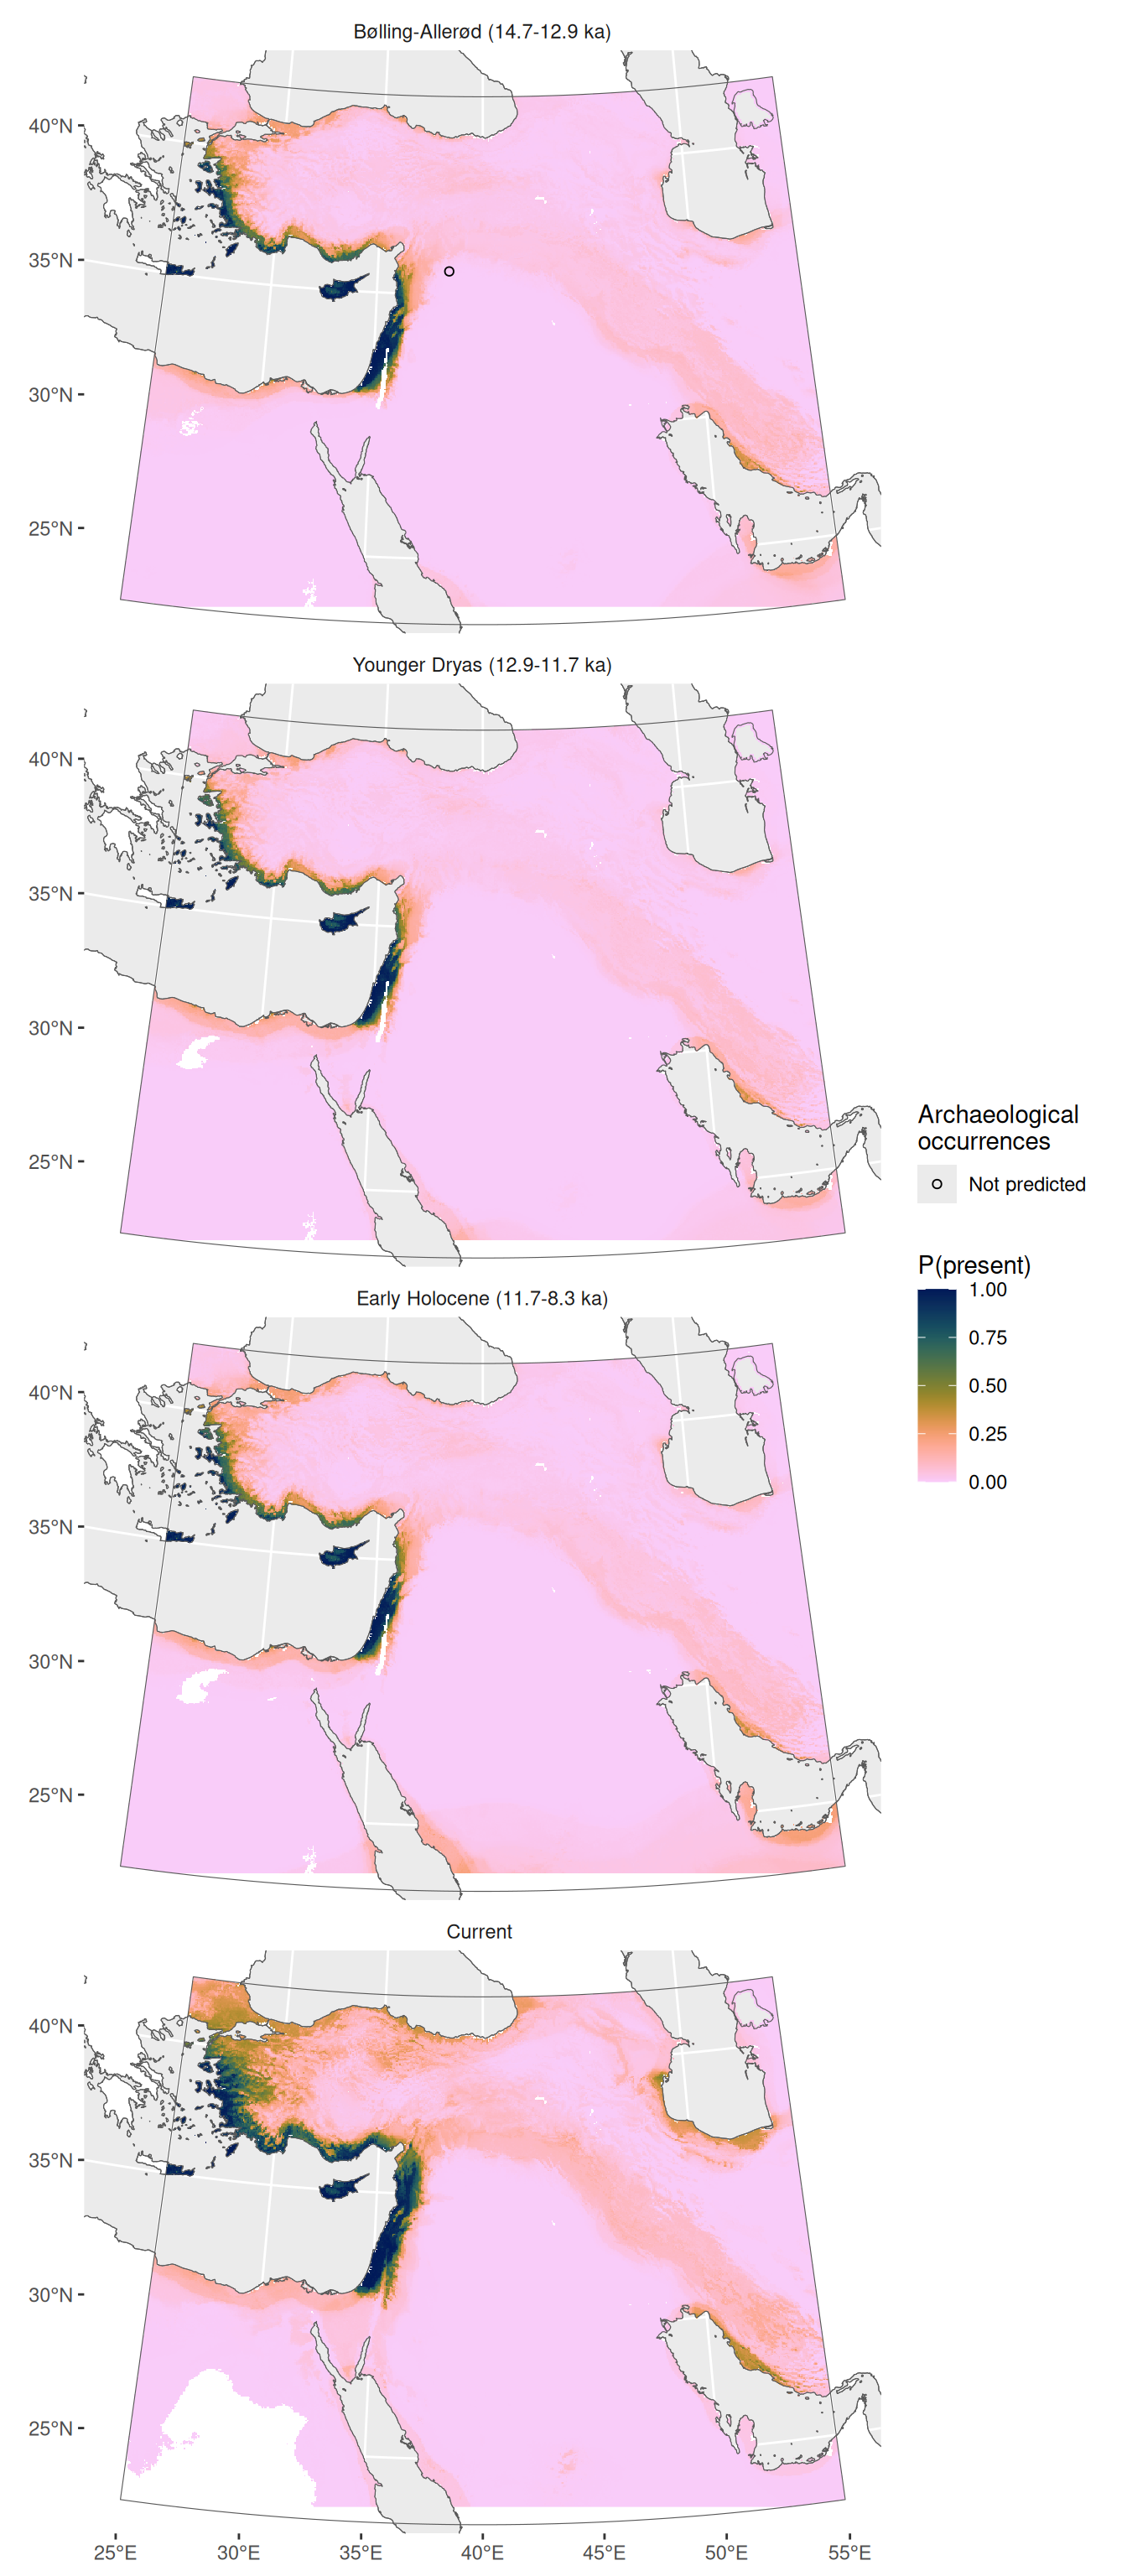 Bølling-Allerød (14.7-12.9 ka)
40°N
35°N
30°N
25°N
Younger Dryas (12.9-11.7 ka)
40°N
35°N
30°N
25°N
Archaeological
occurrences
Not predicted
P(present)
1.00
0.75
0.50
0.25
0.00
Early Holocene (11.7-8.3 ka)
40°N
35°N
30°N
25°N
Current
40°N
35°N
30°N
25°N
25°E 30°E 35°E 40°E 45°E 50°E 55°E